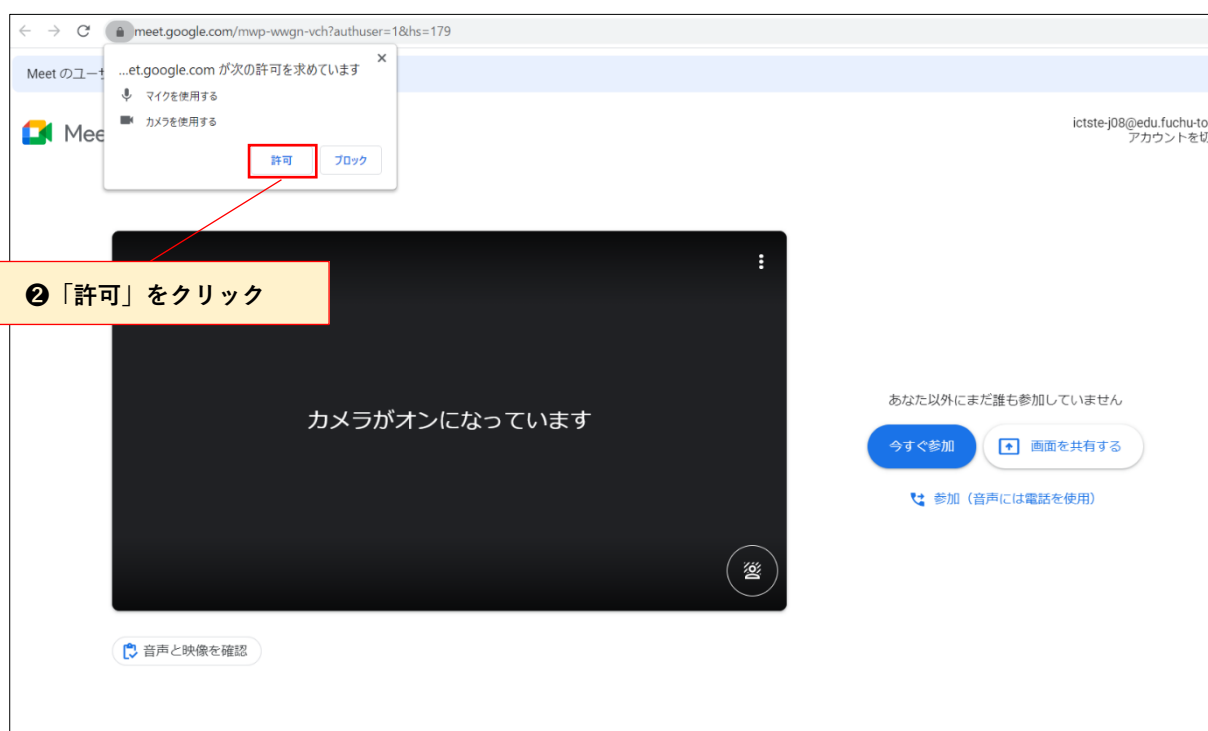 meet.google.com/mwp-wwgn-vch?authuser=1&hs=179
Meet のユー
...et.google.com が次の許可を求めています
マイクを使用する
カメラを使用する
許可 ブロック
Mee
ictste-j08@edu.fuchu-to
アカウントを切
❷「許可」をクリック
カメラがオンになっています
あなた以外にまだ誰も参加していません
今すぐ参加 画面を共有する
参加（音声には電話を使用）
音声と映像を確認